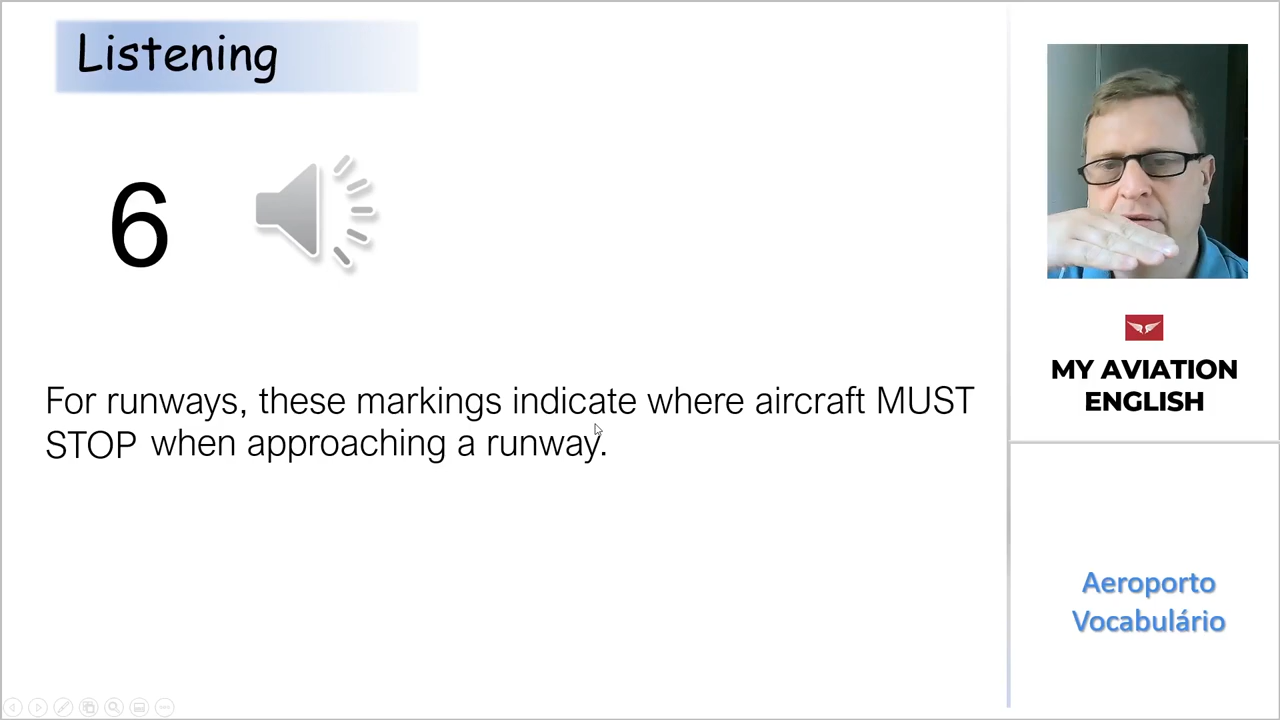 Listening
6
For runways, these markings indicate where aircraft MUST
STOP when approaching a runway.
MY AVIATION
ENGLISH
Aeroporto
Vocabulário